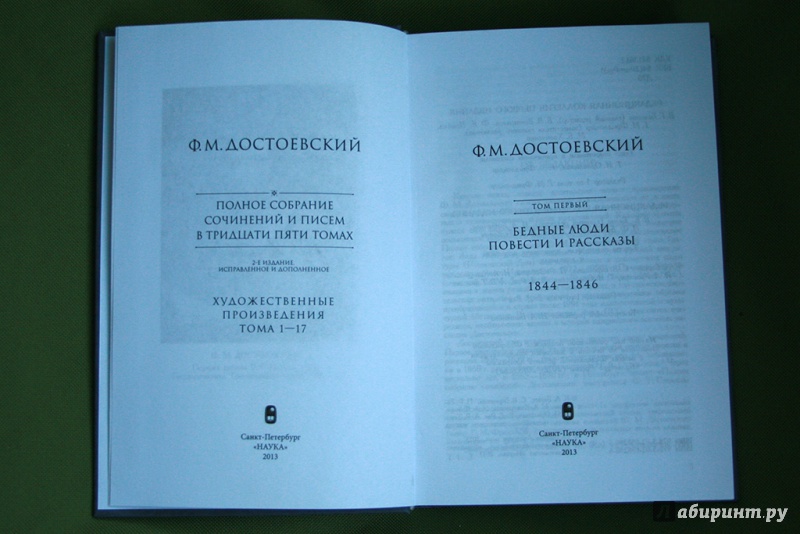 Ф. М. ДОСТОЕВСКИЙ
ПОЛНОЕ СОБРАНИЕ
СОЧИНЕНИЙ И ПИСЕМ
В ТРИДЦАТИ ПЯТИ ТОМАХ
2-Е ИЗДАНИЕ
ИСПРАВЛЕННОЕ И ДОПОЛНЕННОЕ
ХУДОЖЕСТВЕННЫЕ
ПРОИЗВЕДЕНИЯ
ТОМА 1—17
Санкт-Петербург
«НАУКА»
2013
Ф. М. ДОСТОЕВСКИЙ
ТОМ ПЕРВЫЙ
БЕДНЫЕ ЛЮДИ
ПОВЕСТИ И РАССКАЗЫ
1844—1846
Санкт-Петербург
«НАУКА»
2013
Лабиринт.ру